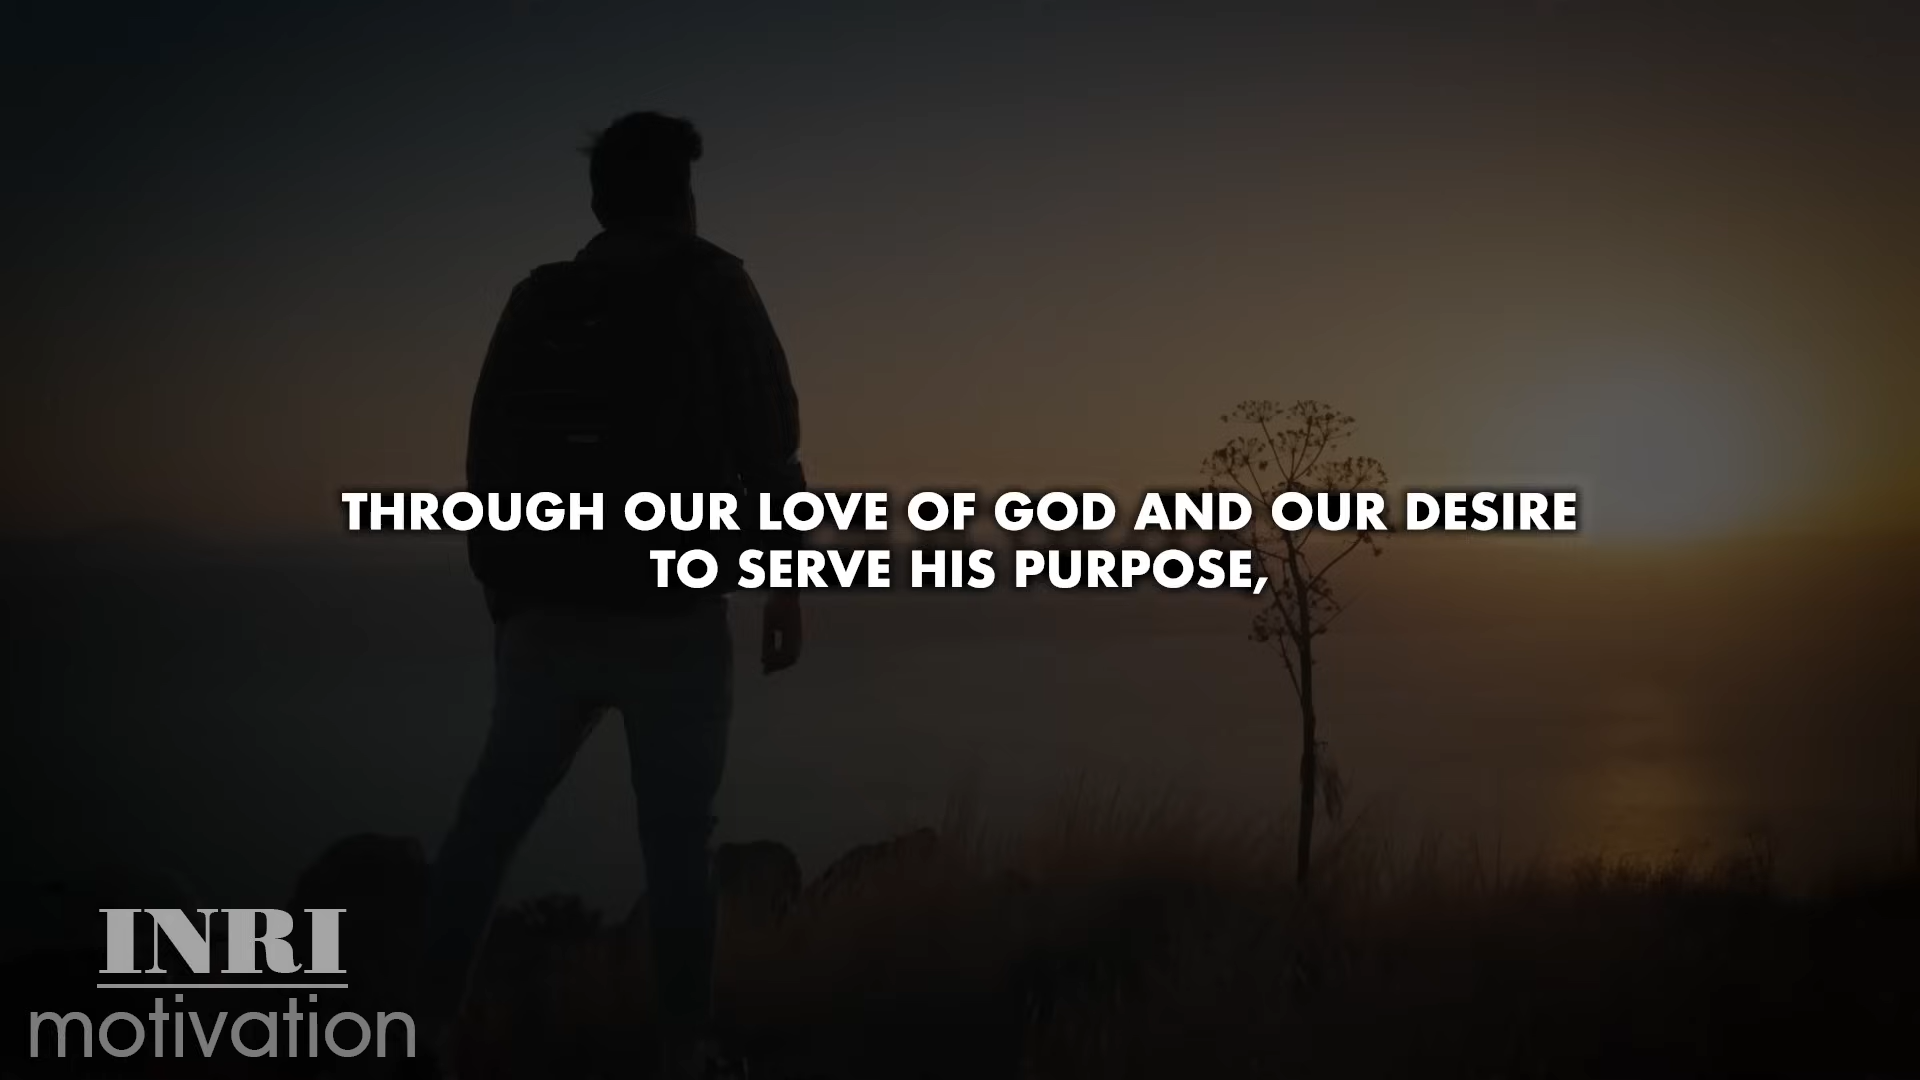 THROUGH OUR LOVE OF GOD AND OUR DESIRE
TO SERVE HIS PURPOSE,
INRI
motivation